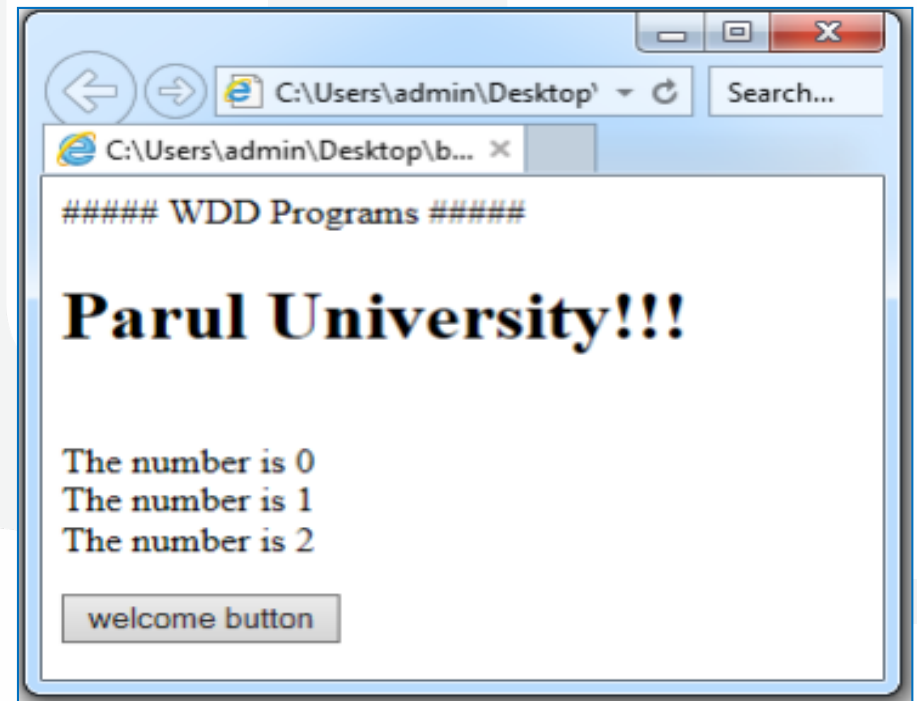 C:\Users\admin\Desktop\
Search...
C:\Users\admin\Desktop\b...
##### WDD Programs #####
Parul University!!!
The number is 0
The number is 1
The number is 2
welcome button